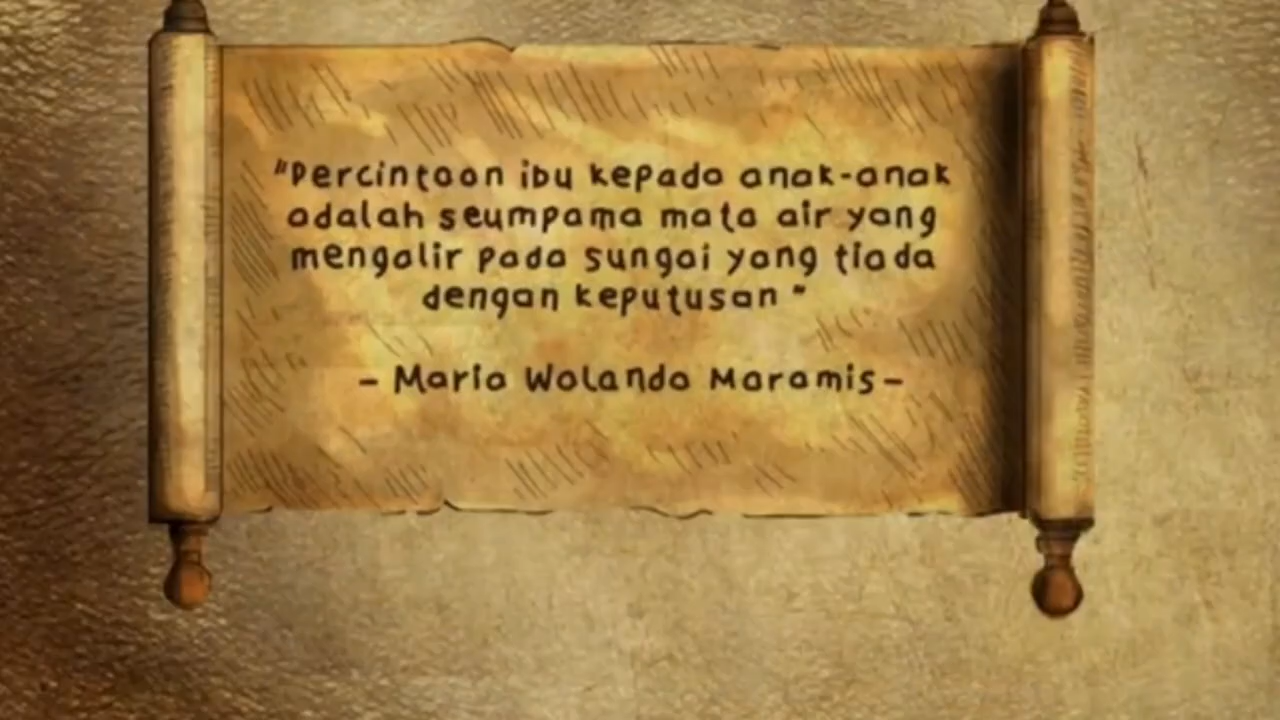 "Percintaan ibu kepada anak-anak
adalah seumpama mata air yang
mengalir pada sungai yang tiada
dengan keputusan "
- Maria Walanda Maramis-